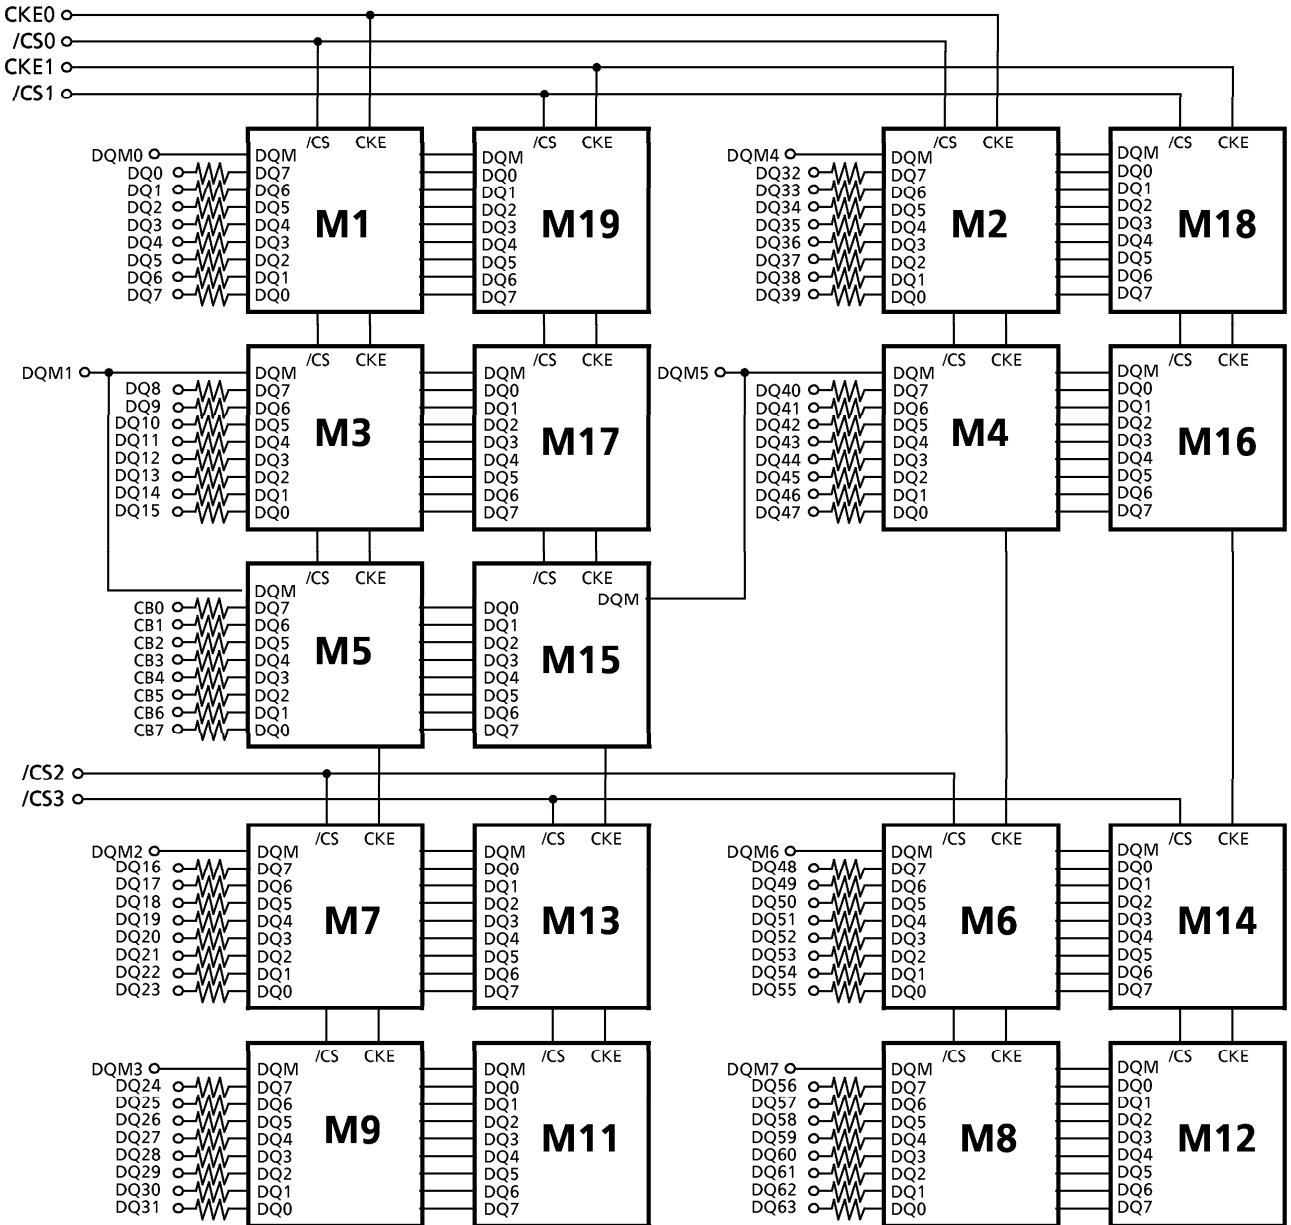 CKE0
/CS0
CKE1
/CS1
/CS CKE /CS CKE /CS CKE /CS CKE
DQM0 DQM DQM DQM4 DQM DQM
DQ0 DQ7 DQ0 DQ32 DQ7 DQ0
DQ1 DQ6 DQ1 DQ33 DQ6 DQ1
DQ2 DQ5 DQ2 DQ34 DQ5 DQ2
DQ3 DQ4 M1 DQ3 M19 DQ35 DQ4 M2 DQ3 M18
DQ4 DQ3 DQ4 DQ36 DQ3 DQ4
DQ5 DQ2 DQ5 DQ37 DQ2 DQ5
DQ6 DQ1 DQ6 DQ38 DQ1 DQ6
DQ7 DQ0 DQ7 DQ39 DQ0 DQ7
/CS CKE /CS CKE /CS CKE /CS CKE
DQM1 DQM DQM DQM5 DQM DQM
DQ8 DQ7 DQ0 DQ40 DQ7 DQ0
DQ9 DQ6 DQ1 DQ41 DQ6 DQ1
DQ10 DQ5 DQ2 DQ42 DQ5 DQ2
DQ11 DQ4 M3 DQ3 M17 DQ43 DQ4 M4 DQ3 M16
DQ12 DQ3 DQ4 DQ44 DQ3 DQ4
DQ13 DQ2 DQ5 DQ45 DQ2 DQ5
DQ14 DQ1 DQ6 DQ46 DQ1 DQ6
DQ15 DQ0 DQ7 DQ47 DQ0 DQ7
/CS CKE /CS CKE
DQM DQM
CB0 DQ7 DQ0
CB1 DQ6 DQ1
CB2 DQ5 M5 DQ2
CB3 DQ4 DQ3 M15
CB4 DQ3 DQ4
CB5 DQ2 DQ5
CB6 DQ1 DQ6
CB7 DQ0 DQ7
/CS2
/CS3
/CS CKE /CS CKE /CS CKE /CS CKE
DQM2 DQM DQM DQM6 DQM DQM
DQ16 DQ7 DQ0 DQ48 DQ7 DQ0
DQ17 DQ6 DQ1 DQ49 DQ6 DQ1
DQ18 DQ5 DQ2 DQ50 DQ5 DQ2
DQ19 DQ4 M7 DQ3 M13 DQ51 DQ4 M6 DQ3 M14
DQ20 DQ3 DQ4 DQ52 DQ3 DQ4
DQ21 DQ2 DQ5 DQ53 DQ2 DQ5
DQ22 DQ1 DQ6 DQ54 DQ1 DQ6
DQ23 DQ0 DQ7 DQ55 DQ0 DQ7
/CS CKE /CS CKE /CS CKE /CS CKE
DQM3 DQM DQM DQM7 DQM DQM
DQ24 DQ7 DQ0 DQ56 DQ7 DQ0
DQ25 DQ6 DQ1 DQ57 DQ6 DQ1
DQ26 DQ5 DQ2 DQ58 DQ5 DQ2
DQ27 DQ4 M9 DQ3 M11 DQ59 DQ4 M8 DQ3 M12
DQ28 DQ3 DQ4 DQ60 DQ3 DQ4
DQ29 DQ2 DQ5 DQ61 DQ2 DQ5
DQ30 DQ1 DQ6 DQ62 DQ1 DQ6
DQ31 DQ0 DQ7 DQ63 DQ0 DQ7